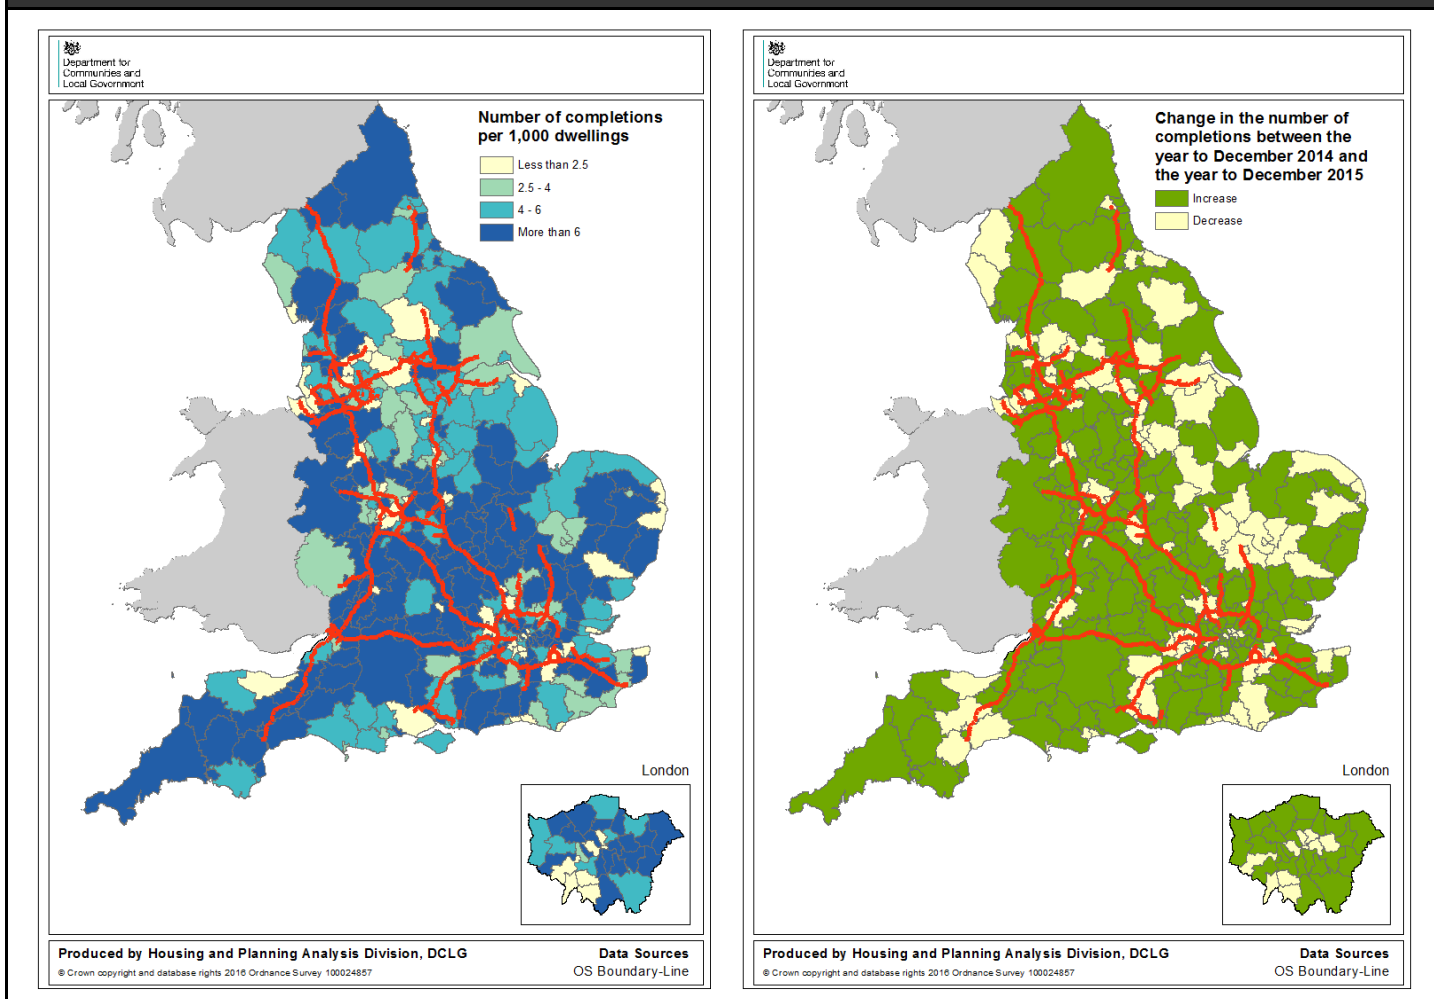 Department for
Communities and
Local Government
Number of completions
per 1,000 dwellings
Less than 2.5
2.5 - 4
4 - 6
More than 6
London
Produced by Housing and Planning Analysis Division, DCLG
Data Sources
© Crown copyright and database rights 2016 Ordnance Survey 100024857
OS Boundary-Line
Department for
Communities and
Local Government
Change in the number of
completions between the
year to December 2014 and
the year to December 2015
Increase
Decrease
London
Produced by Housing and Planning Analysis Division, DCLG
Data Sources
© Crown copyright and database rights 2016 Ordnance Survey 100024857
OS Boundary-Line